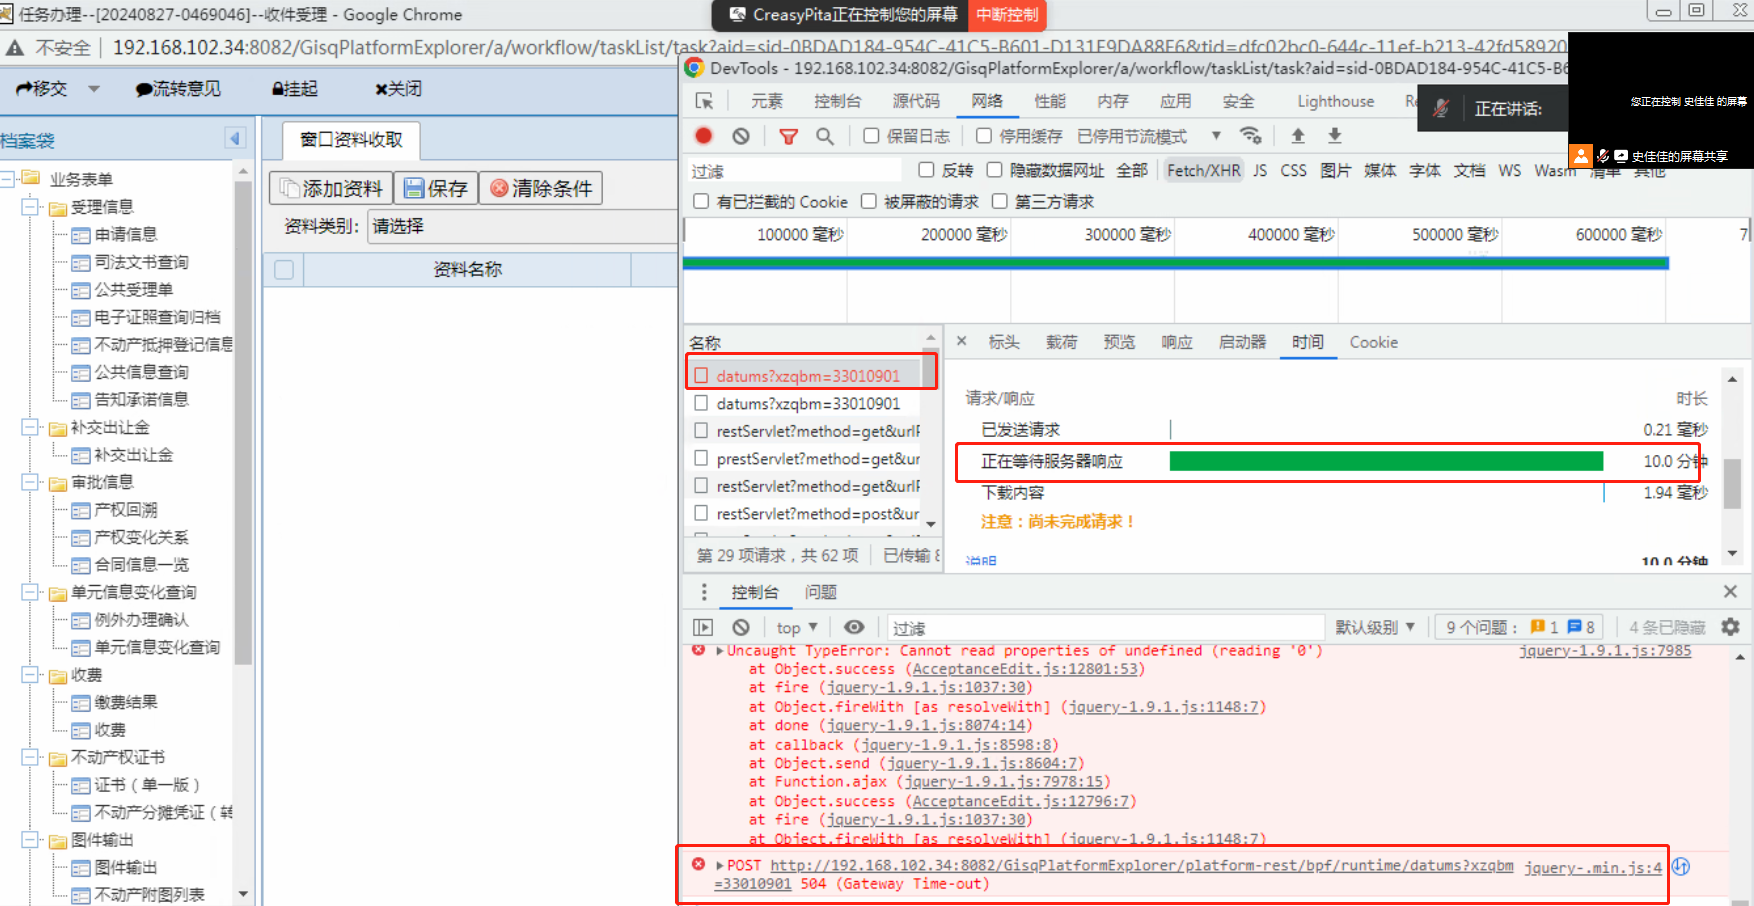 任务办理--[20240827-0469046]--收件受理 - Google Chrome
CreasyPita正在控制您的屏幕 中断控制
不安全 192.168.102.34:8082/GisqPlatformExplorer/a/workflow/taskList/task?aid=sid-0BDAD184-954C-41C5-B601-D131F9DA88F6&tid=dfc02bc0-644c-11ef-b213-42fd58920
移交 流转意见 挂起 关闭
档案袋
业务表单
受理信息
申请信息
司法文书查询
公共受理单
电子证照查询归档
不动产抵押登记信息
公共信息查询
告知承诺信息
补交出让金
补交出让金
审批信息
产权回溯
产权变化关系
合同信息一览
单元信息变化查询
例外办理确认
单元信息变化查询
收费
缴费结果
收费
不动产权证书
证书（单一版）
不动产分摊凭证（转
图件输出
图件输出
不动产附图列表
窗口资料收取
添加资料 保存 清除条件
资料类别: 请选择
资料名称
DevTools - 192.168.102.34:8082/GisqPlatformExplorer/a/workflow/taskList/task?aid=sid-0BDAD184-954C-41C5-B6
您正在控制 史佳佳 的屏幕
正在讲话:
史佳佳的屏幕共享
元素 控制台 源代码 网络 性能 内存 应用 安全 Lighthouse Re
保留日志 停用缓存 已停用节流模式
过滤 反转 隐藏数据网址 全部 Fetch/XHR JS CSS 图片 媒体 字体 文档 WS Wasm 清单 其他
有已拦截的 Cookie 被屏蔽的请求 第三方请求
100000 毫秒 200000 毫秒 300000 毫秒 400000 毫秒 500000 毫秒 600000 毫秒 7
名称
datums?xzqbm=33010901
datums?xzqbm=33010901
restServlet?method=get&urlF
prestServlet?method=get&ur
restServlet?method=get&urlF
restServlet?method=post&ur
第 29 项请求，共 62 项 已传输 8
标头 载荷 预览 响应 启动器 时间 Cookie
请求/响应 时长
已发送请求 0.21 毫秒
正在等待服务器响应 10.0 分钟
下载内容 1.94 毫秒
注意：尚未完成请求！
说明 10.0 分钟
控制台 问题
top 过滤 默认级别 9 个问题： 1 8 4 条已隐藏
Uncaught TypeError: Cannot read properties of undefined (reading '0') jquery-1.9.1.js:7985
at Object.success (AcceptanceEdit.js:12801:53)
at fire (jquery-1.9.1.js:1037:30)
at Object.fireWith [as resolveWith] (jquery-1.9.1.js:1148:7)
at done (jquery-1.9.1.js:8074:14)
at callback (jquery-1.9.1.js:8598:8)
at Object.send (jquery-1.9.1.js:8604:7)
at Function.ajax (jquery-1.9.1.js:7978:15)
at Object.success (AcceptanceEdit.js:12796:7)
at fire (jquery-1.9.1.js:1037:30)
at Object.fireWith [as resolveWith] (jquery-1.9.1.js:1148:7)
POST http://192.168.102.34:8082/GisqPlatformExplorer/platform-rest/bpf/runtime/datums?xzqbm jquery-.min.js:4
=33010901 504 (Gateway Time-out)